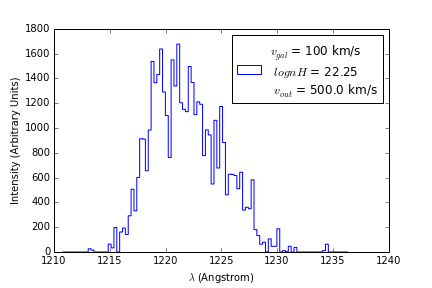 1800
1600
1400
1200
1000
800
600
400
200
0
Intensity (Arbitrary Units)
1210 1215 1220 1225 1230 1235 1240
λ (Angstrom)
v_gal = 100 km/s
lognH = 22.25
v_out = 500.0 km/s